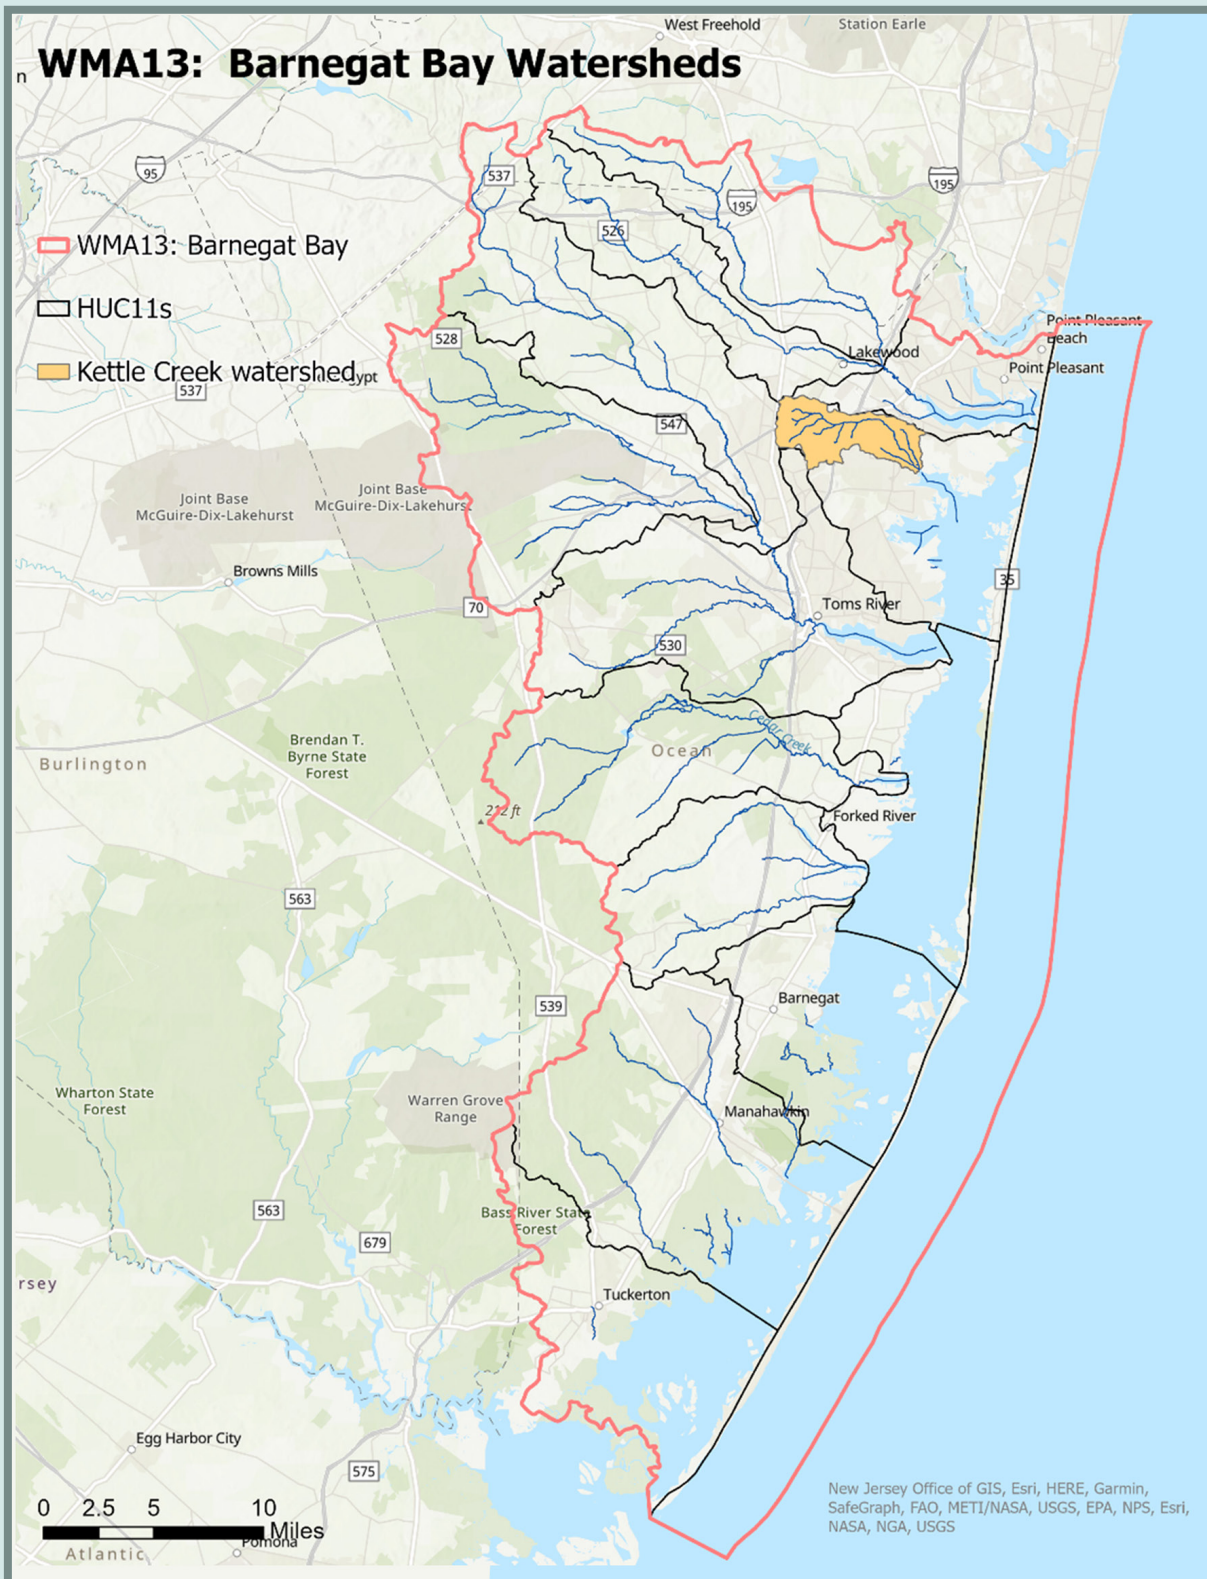 West Freehold
Station Earle
n
WMA13: Barnegat Bay Watersheds
95
537
195
195
526
WMA13: Barnegat Bay
HUC11s
528
Point Pleasant
Beach
Lakewood
Point Pleasant
Kettle Creek watershed
gypt
537
547
Joint Base
McGuire-Dix-Lakehurst
Joint Base
McGuire-Dix-Lakehurst
Browns Mills
35
70
Toms River
530
Cedar Creek
Ocean
Brendan T.
Byrne State
Forest
Burlington
212 ft
Forked River
563
539
Barnegat
Wharton State
Forest
Warren Grove
Range
Manahawkin
563
Bass River State
Forest
679
rsey
Tuckerton
Egg Harbor City
575
0 2.5 5 10
Miles
Pomona
Atlantic
New Jersey Office of GIS, Esri, HERE, Garmin,
SafeGraph, FAO, METI/NASA, USGS, EPA, NPS, Esri,
NASA, NGA, USGS